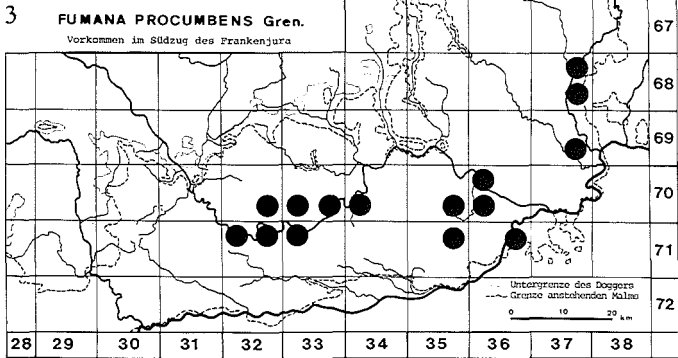 3
FUMANA PROCUMBENS Gren.
Vorkommen im Südzug des Frankenjura
67
68
69
70
71
72
Untergrenze des Doggers
Grenze anstehenden Malms
0 10 20 km
28 29 30 31 32 33 34 35 36 37 38